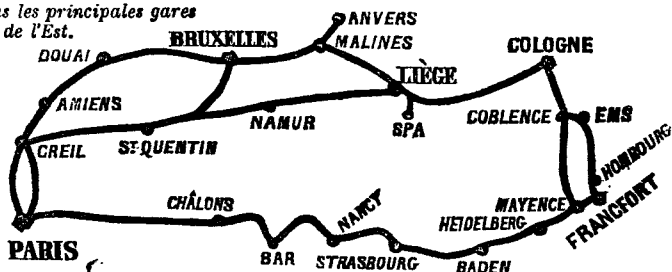 s les principales gares
de l'Est.
ANVERS
DOUAI
BRUXELLES
MALINES
COLOGNE
LIÈGE
AMIENS
NAMUR
SPA
COBLENCE
EMS
CREIL
ST-QUENTIN
HOMBOURG
CHÂLONS
NANCY
MAYENCE
HEIDELBERG
FRANCFORT
PARIS
BAR
STRASBOURG
BADEN